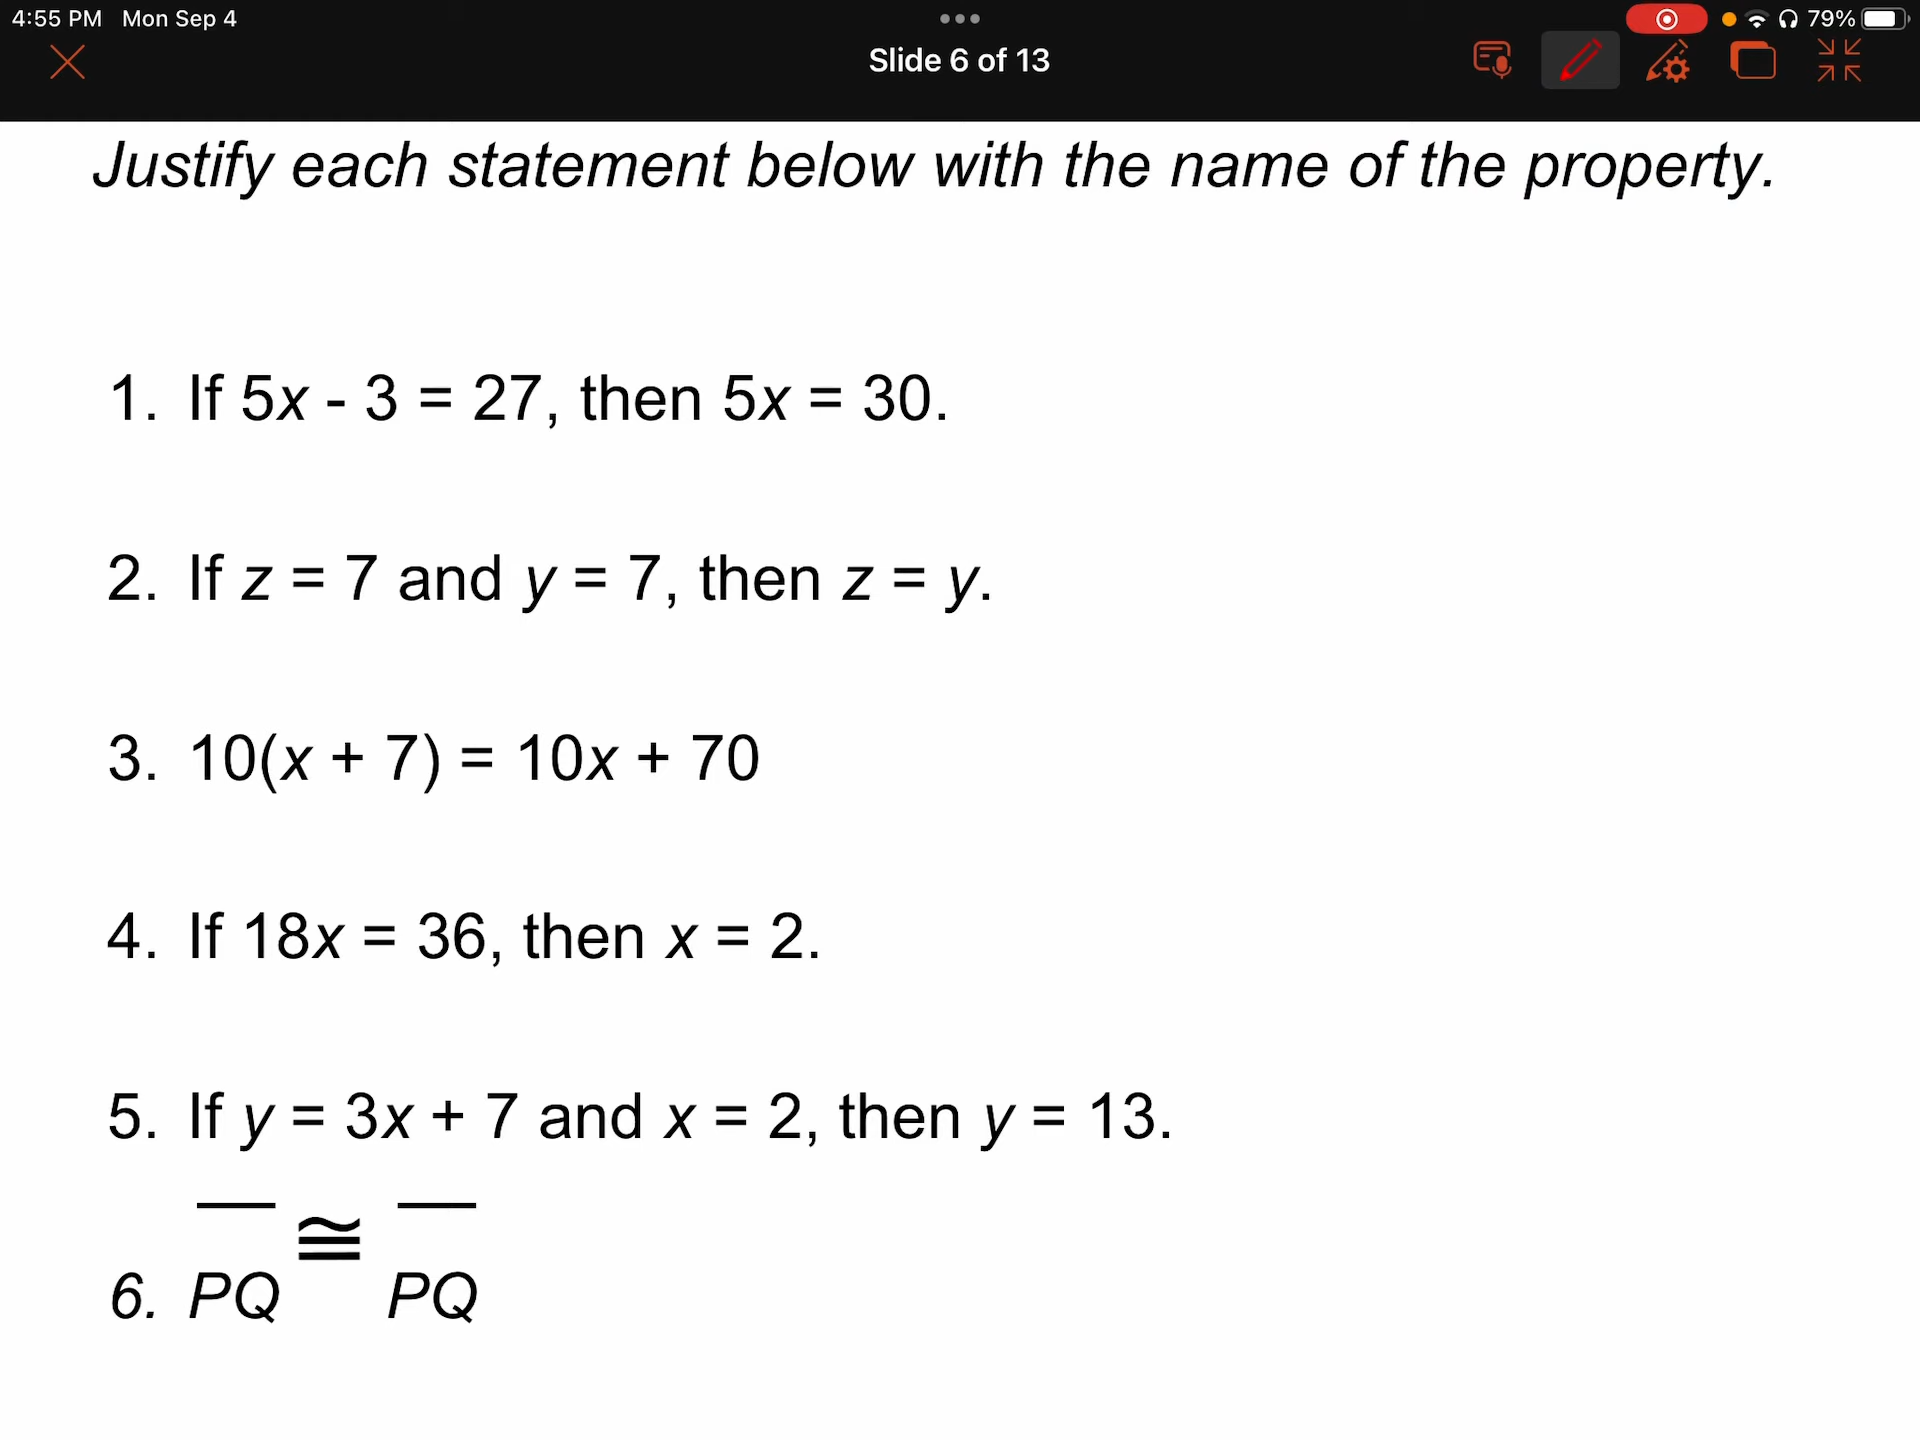 4:55 PM Mon Sep 4
79%
Slide 6 of 13
Justify each statement below with the name of the property.
1. If 5x - 3 = 27, then 5x = 30.
2. If z = 7 and y = 7, then z = y.
3. 10(x + 7) = 10x + 70
4. If 18x = 36, then x = 2.
5. If y = 3x + 7 and x = 2, then y = 13.
6. PQ ≅ PQ